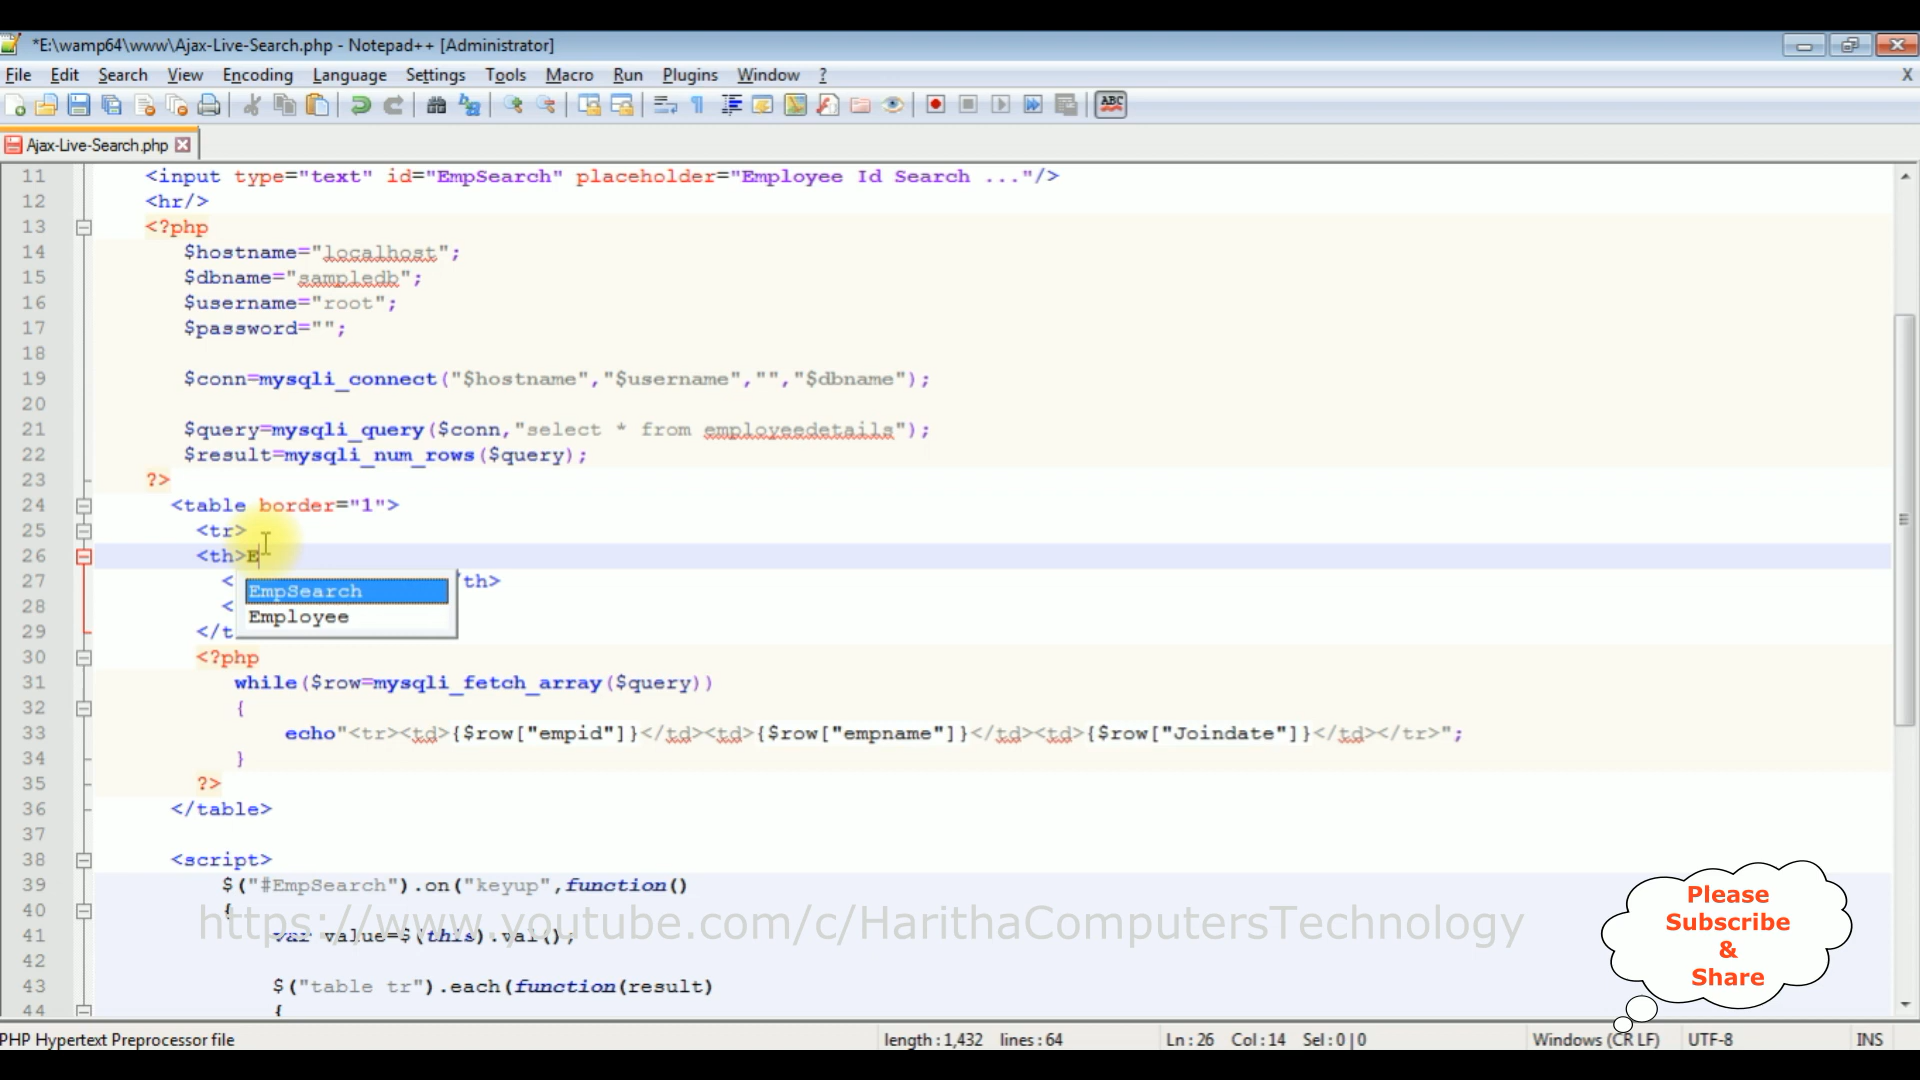 *E:\wamp64\www\Ajax-Live-Search.php - Notepad++ [Administrator]
File Edit Search View Encoding Language Settings Tools Macro Run Plugins Window ? X
ABC
Ajax-Live-Search.php
11 <input type="text" id="EmpSearch" placeholder="Employee Id Search ..."/>
12 <hr/>
13 <?php
14 $hostname="localhost";
15 $dbname="sampledb";
16 $username="root";
17 $password="";
18
19 $conn=mysqli_connect("$hostname","$username","","$dbname");
20
21 $query=mysqli_query($conn,"select * from employeedetails");
22 $result=mysqli_num_rows($query);
23 ?>
24 <table border="1">
25 <tr>
26 <th>E
27 < th>
EmpSearch
28 <
Employee
29 </t
30 <?php
31 while($row=mysqli_fetch_array($query))
32 {
33 echo"<tr><td>{$row["empid"]}</td><td>{$row["empname"]}</td><td>{$row["Joindate"]}</td></tr>";
34 }
35 ?>
36 </table>
37
38 <script>
39 $("#EmpSearch").on("keyup",function()
40 {
https://www.youtube.com/c/HarithaComputersTechnology
41 var value=$(this).val();
42
43 $("table tr").each(function(result)
44 {
Please
Subscribe
&
Share
PHP Hypertext Preprocessor file length : 1,432 lines : 64 Ln : 26 Col : 14 Sel : 0 | 0 Windows (CR LF) UTF-8 INS